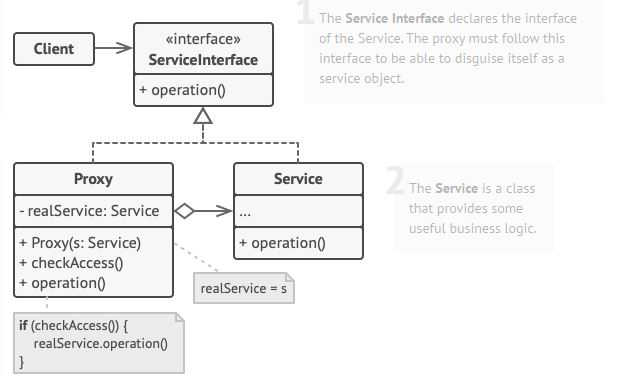 Client
«interface»
ServiceInterface
+ operation()
1
The Service Interface declares the interface
of the Service. The proxy must follow this
interface to be able to disguise itself as a
service object.
Proxy
- realService: Service
+ Proxy(s: Service)
+ checkAccess()
+ operation()
Service
...
+ operation()
2
The Service is a class
that provides some
useful business logic.
realService = s
if (checkAccess()) {
realService.operation()
}